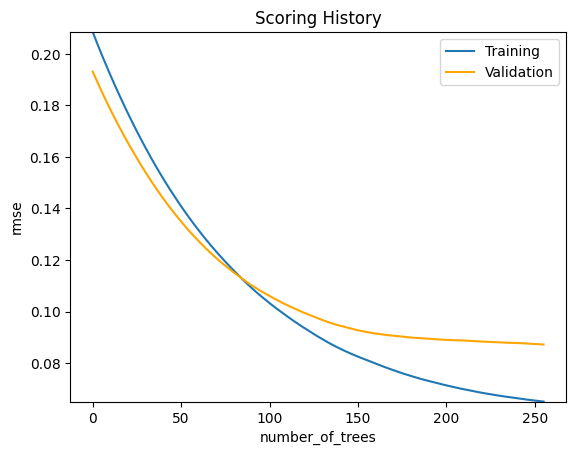 Scoring History
Training
Validation
rmse
0.20
0.18
0.16
0.14
0.12
0.10
0.08
0 50 100 150 200 250
number_of_trees